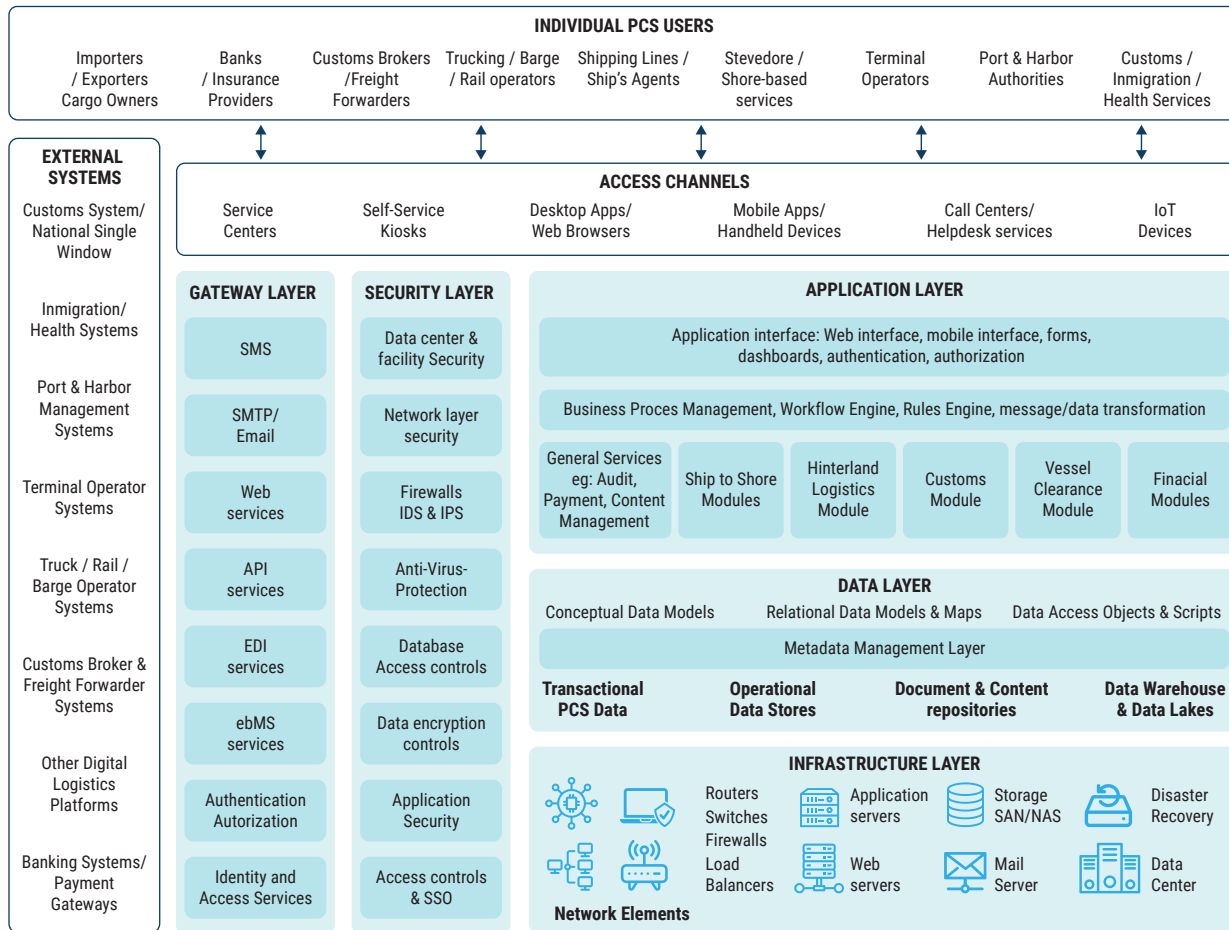 INDIVIDUAL PCS USERS
Importers
/ Exporters
Cargo Owners
Banks
/ Insurance
Providers
Customs Brokers
/Freight
Forwarders
Trucking / Barge
/ Rail operators
Shipping Lines /
Ship's Agents
Stevedore /
Shore-based
services
Terminal
Operators
Port & Harbor
Authorities
Customs /
Inmigration /
Health Services
EXTERNAL
SYSTEMS
Customs System/
National Single
Window
Inmigration/
Health Systems
Port & Harbor
Management
Systems
Terminal Operator
Systems
Truck / Rail /
Barge Operator
Systems
Customs Broker &
Freight Forwarder
Systems
Other Digital
Logistics
Platforms
Banking Systems/
Payment
Gateways
ACCESS CHANNELS
Service
Centers
Self-Service
Kiosks
Desktop Apps/
Web Browsers
Mobile Apps/
Handheld Devices
Call Centers/
Helpdesk services
IoT
Devices
GATEWAY LAYER
SMS
SMTP/
Email
Web
services
API
services
EDI
services
ebMS
services
Authentication
Autorization
Identity and
Access Services
SECURITY LAYER
Data center &
facility Security
Network layer
security
Firewalls
IDS & IPS
Anti-Virus-
Protection
Database
Access controls
Data encryption
controls
Application
Security
Access controls
& SSO
APPLICATION LAYER
Application interface: Web interface, mobile interface, forms,
dashboards, authentication, authorization
Business Proces Management, Workflow Engine, Rules Engine, message/data transformation
General Services
eg: Audit,
Payment, Content
Management
Ship to Shore
Modules
Hinterland
Logistics
Module
Customs
Module
Vessel
Clearance
Module
Finacial
Modules
DATA LAYER
Conceptual Data Models
Relational Data Models & Maps
Data Access Objects & Scripts
Metadata Management Layer
Transactional
PCS Data
Operational
Data Stores
Document & Content
repositories
Data Warehouse
& Data Lakes
INFRASTRUCTURE LAYER
Routers
Switches
Firewalls
Load
Balancers
Network Elements
Application
servers
Web
servers
Storage
SAN/NAS
Mail
Server
Disaster
Recovery
Data
Center